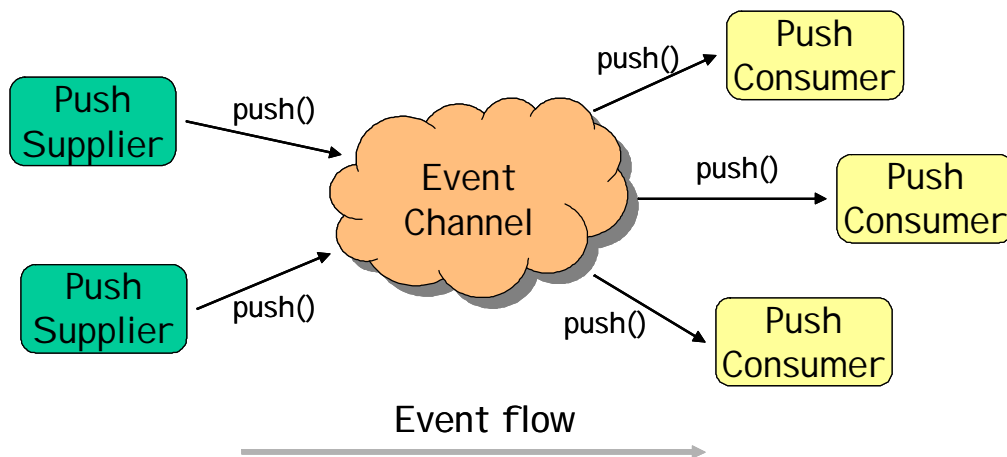 Push
Supplier
push()
Push
Supplier
push()
Event
Channel
push()
Push
Consumer
push()
Push
Consumer
push()
Push
Consumer
Event flow